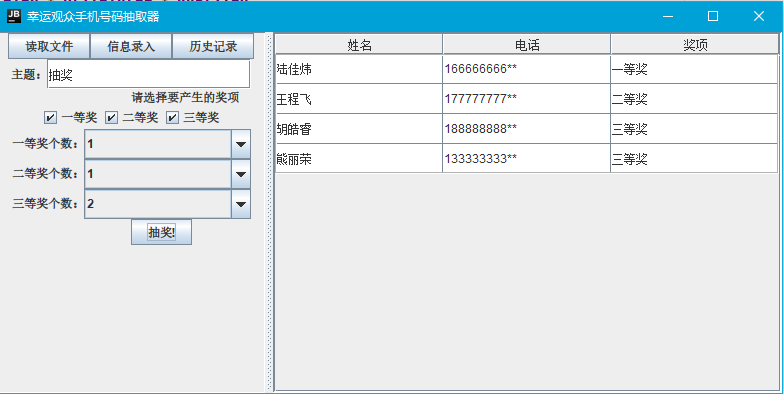 JB 幸运观众手机号码抽取器
读取文件 信息录入 历史记录
主题: 抽奖
请选择要产生的奖项
一等奖 二等奖 三等奖
一等奖个数: 1
二等奖个数: 1
三等奖个数: 2
抽奖!
姓名 电话 奖项
陆佳炜 166666666** 一等奖
王程飞 177777777** 二等奖
胡皓睿 188888888** 三等奖
熊丽荣 133333333** 三等奖